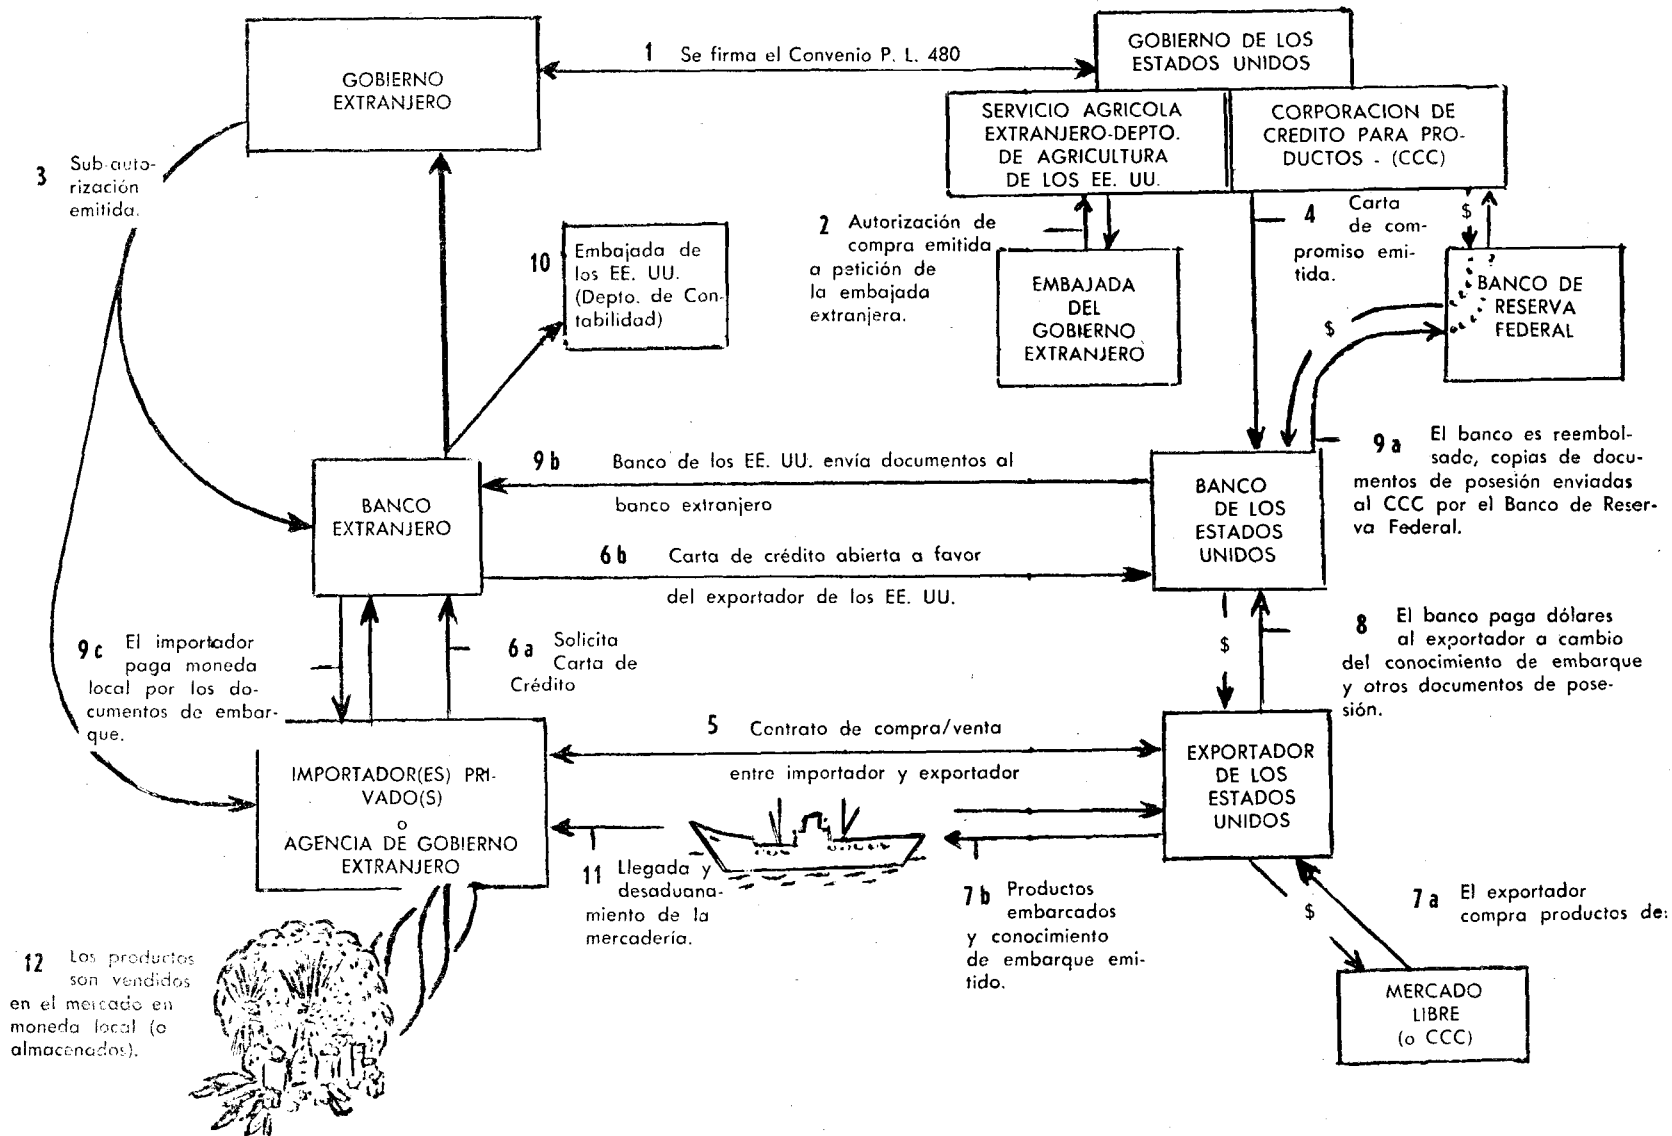 1 Se firma el Convenio P. L. 480
GOBIERNO
EXTRANJERO
GOBIERNO DE LOS
ESTADOS UNIDOS
SERVICIO AGRICOLA
EXTRANJERO-DEPTO.
DE AGRICULTURA
DE LOS EE. UU.
CORPORACION DE
CREDITO PARA PRO-
DUCTOS - (CCC)
3 Sub-auto-
rización
emitida.
10 Embajada de
los EE. UU.
(Depto. de Con-
tabilidad)
2 Autorización de
compra emitida
a petición de
la embajada
extranjera.
EMBAJADA
DEL
GOBIERNO
EXTRANJERO
4 Carta
de com-
promiso emi-
tida.
$
BANCO DE
RESERVA
FEDERAL
$
BANCO
EXTRANJERO
9b Banco de los EE. UU. envía documentos al
banco extranjero
6b Carta de crédito abierta a favor
del exportador de los EE. UU.
BANCO
DE LOS
ESTADOS
UNIDOS
9a El banco es reembol-
sado, copias de docu-
mentos de posesión enviadas
al CCC por el Banco de Reser-
va Federal.
9c El importador
paga moneda
local por los do-
cumentos de embar-
que.
6a Solicita
Carta de
Crédito
$
8 El banco paga dólares
al exportador a cambio
del conocimiento de embarque
y otros documentos de pose-
sión.
5 Contrato de compra/venta
entre importador y exportador
IMPORTADOR(ES) PRI-
VADO(S)
o
AGENCIA DE GOBIERNO
EXTRANJERO
EXPORTADOR
DE LOS
ESTADOS
UNIDOS
11 Llegada y
desaduana-
miento de la
mercadería.
7b Productos
embarcados
y conocimiento
de embarque emi-
tido.
$
7a El exportador
compra productos de:
MERCADO
LIBRE
(o CCC)
12 Los productos
son vendidos
en el mercado en
moneda local (o
almacenados).